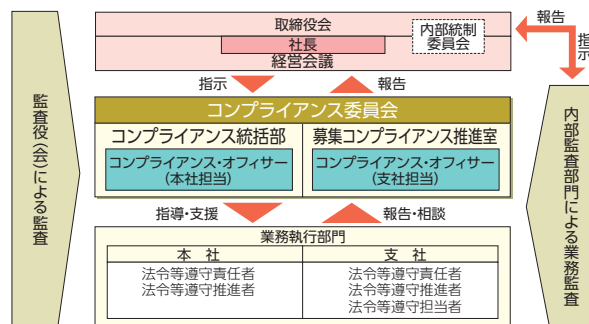 取締役会
社長
経営会議
内部統制
委員会
報告
指示
指示
報告
コンプライアンス委員会
コンプライアンス統括部
コンプライアンス・オフィサー
(本社担当)
募集コンプライアンス推進室
コンプライアンス・オフィサー
(支社担当)
指導・支援
報告・相談
業務執行部門
本 社
法令等遵守責任者
法令等遵守推進者
支 社
法令等遵守責任者
法令等遵守推進者
法令等遵守担当者
監査役(会)による監査
内部監査部門による業務監査